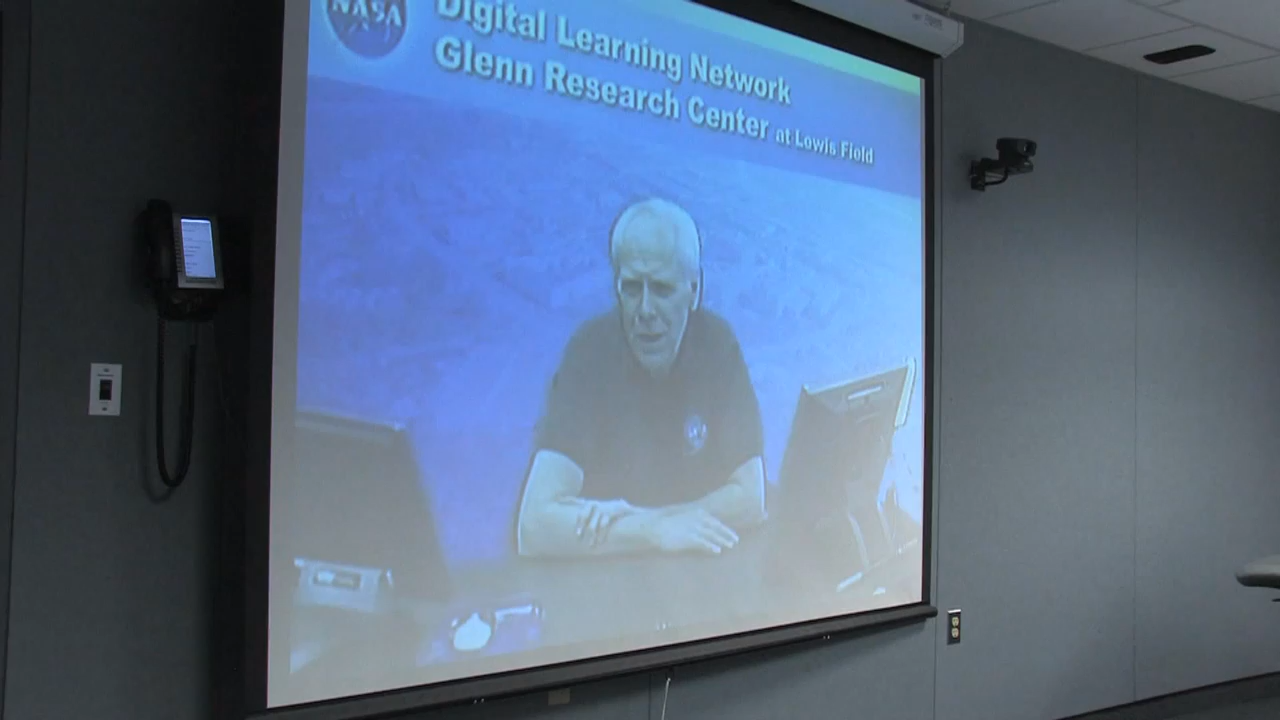 NASA
Digital Learning Network
Glenn Research Center at Lewis Field